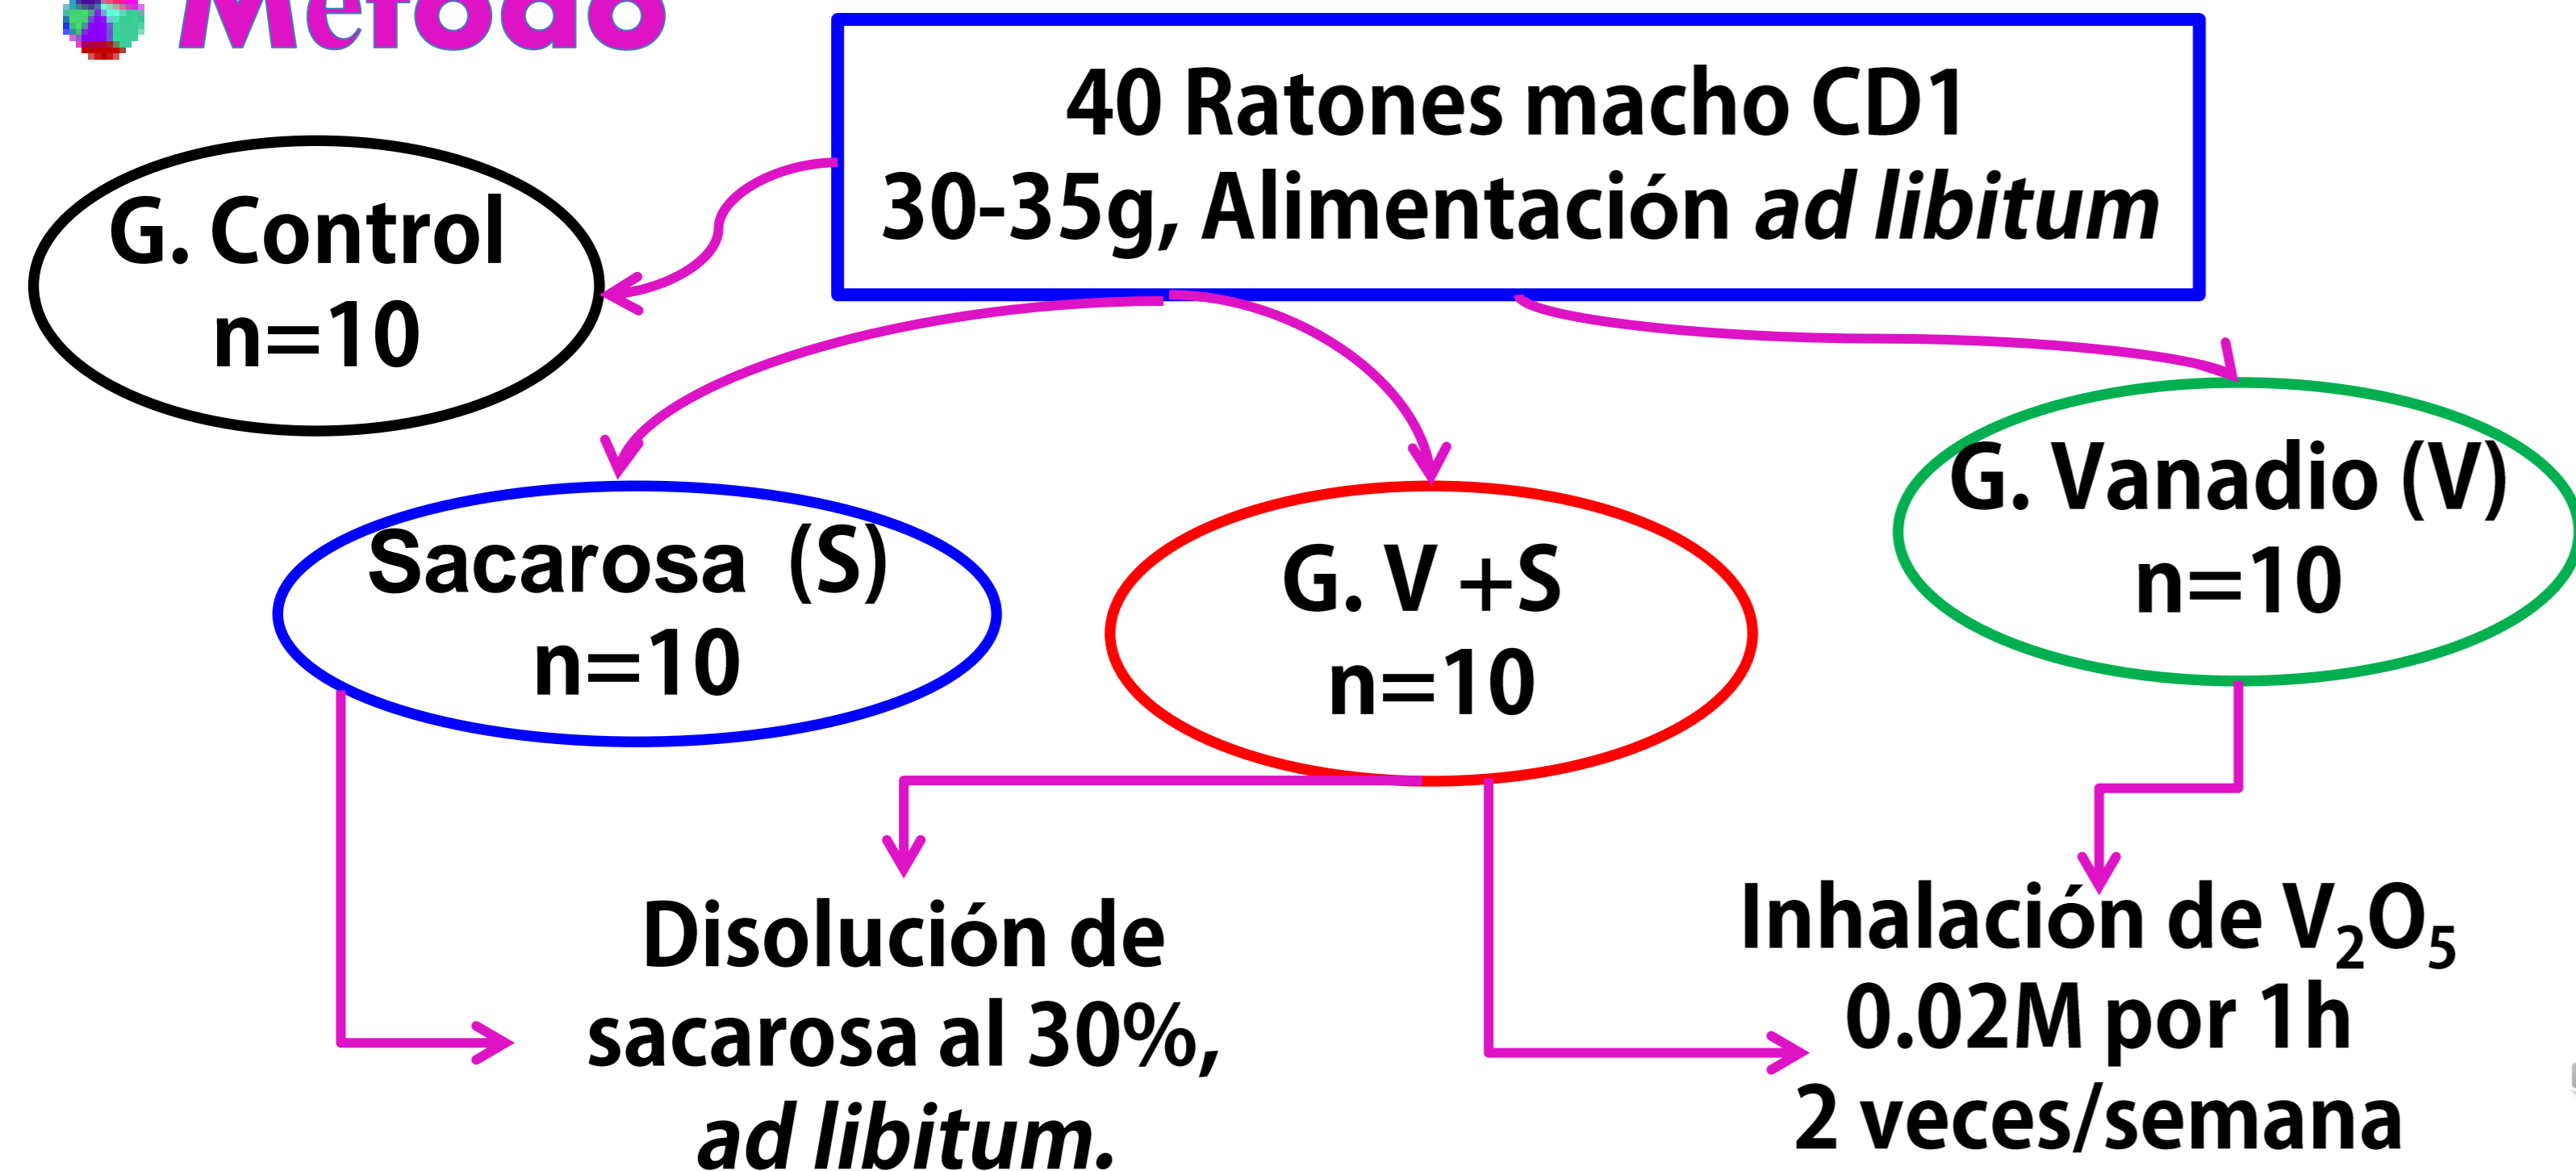 Método
40 Ratones macho CD1
30-35g, Alimentación ad libitum
G. Control
n=10
Sacarosa (S)
n=10
G. V +S
n=10
G. Vanadio (V)
n=10
Disolución de
sacarosa al 30%,
ad libitum.
Inhalación de V₂O₅
0.02M por 1h
2 veces/semana